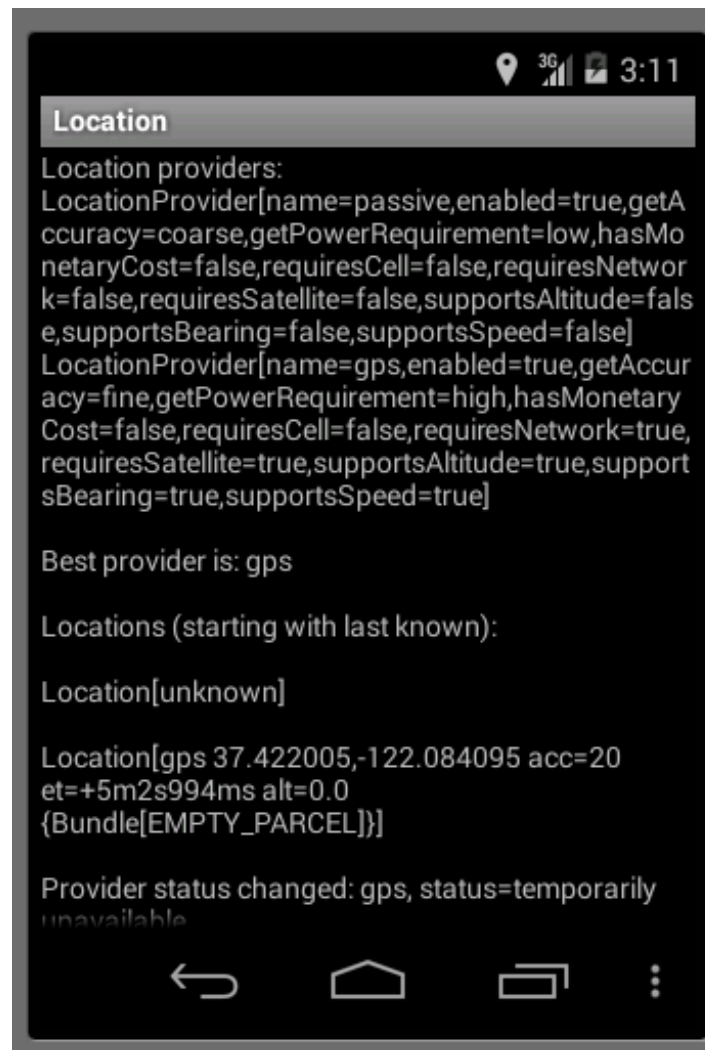 3G 3:11
Location
Location providers:
LocationProvider[name=passive,enabled=true,getA
ccuracy=coarse,getPowerRequirement=low,hasMo
netaryCost=false,requiresCell=false,requiresNetwor
k=false,requiresSatellite=false,supportsAltitude=fals
e,supportsBearing=false,supportsSpeed=false]
LocationProvider[name=gps,enabled=true,getAccur
acy=fine,getPowerRequirement=high,hasMonetary
Cost=false,requiresCell=false,requiresNetwork=true,
requiresSatellite=true,supportsAltitude=true,support
sBearing=true,supportsSpeed=true]
Best provider is: gps
Locations (starting with last known):
Location[unknown]
Location[gps 37.422005,-122.084095 acc=20
et=+5m2s994ms alt=0.0
{Bundle[EMPTY_PARCEL]}]
Provider status changed: gps, status=temporarily
unavailable